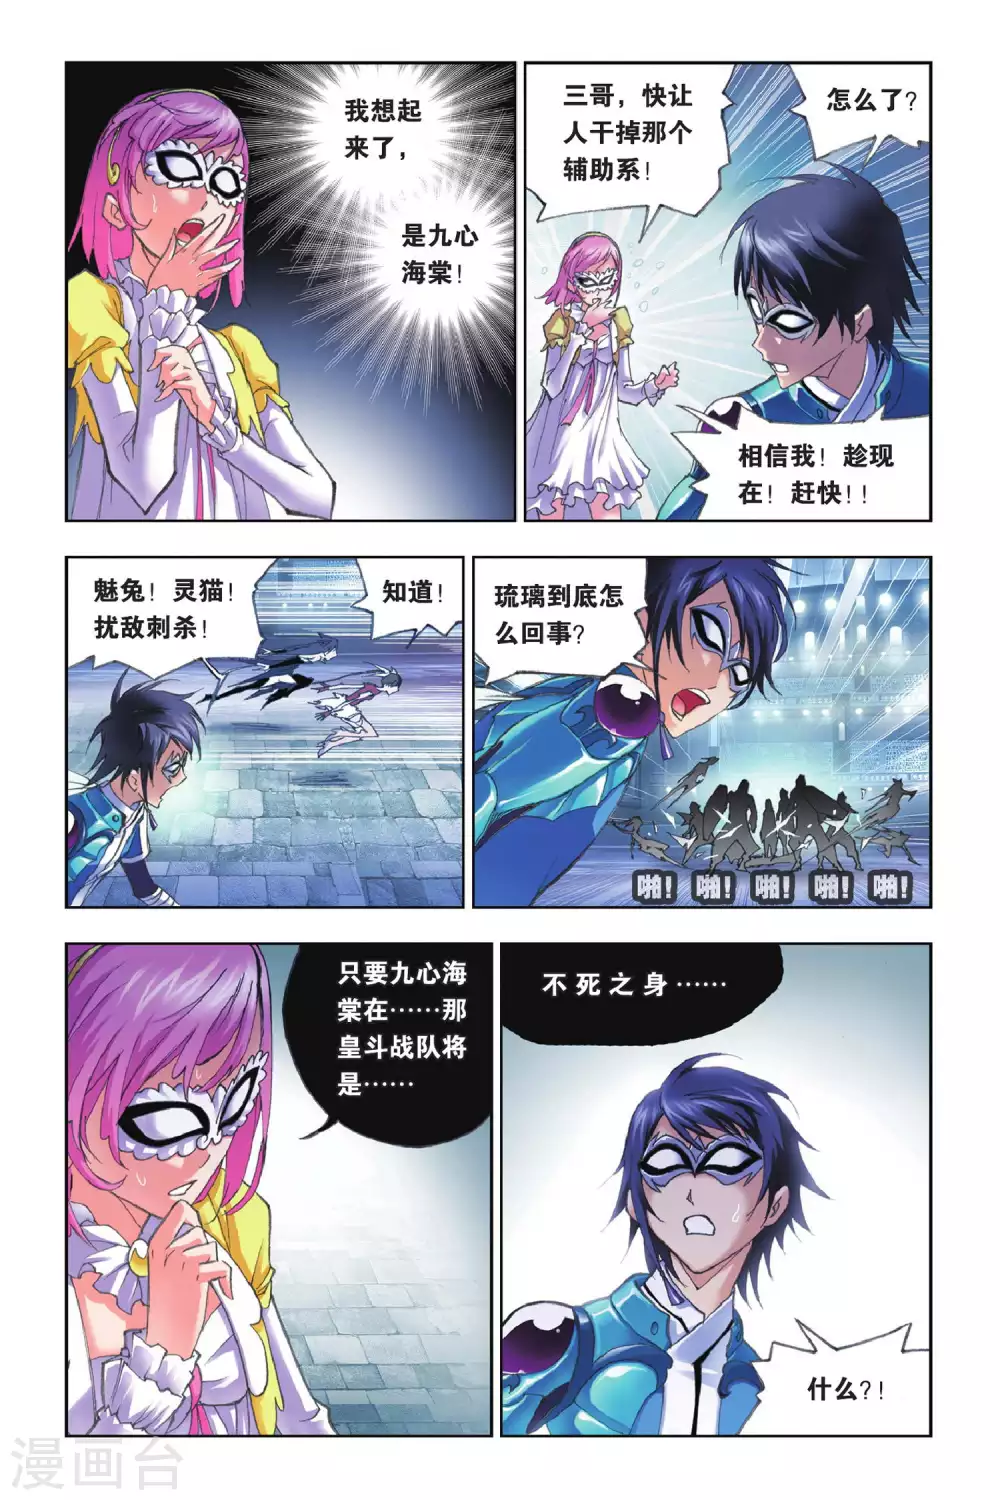 我想起
来了，
是九心
海棠！
三哥，快让
人干掉那个
辅助系！
怎么了？
相信我！趁现
在！赶快！！
魅兔！灵猫！
扰敌刺杀！
知道！
琉璃到底怎
么回事？
啪！啪！啪！啪！啪！
只要九心海
棠在……那
皇斗战队将
是……
不死之身……
什么？！
漫画台